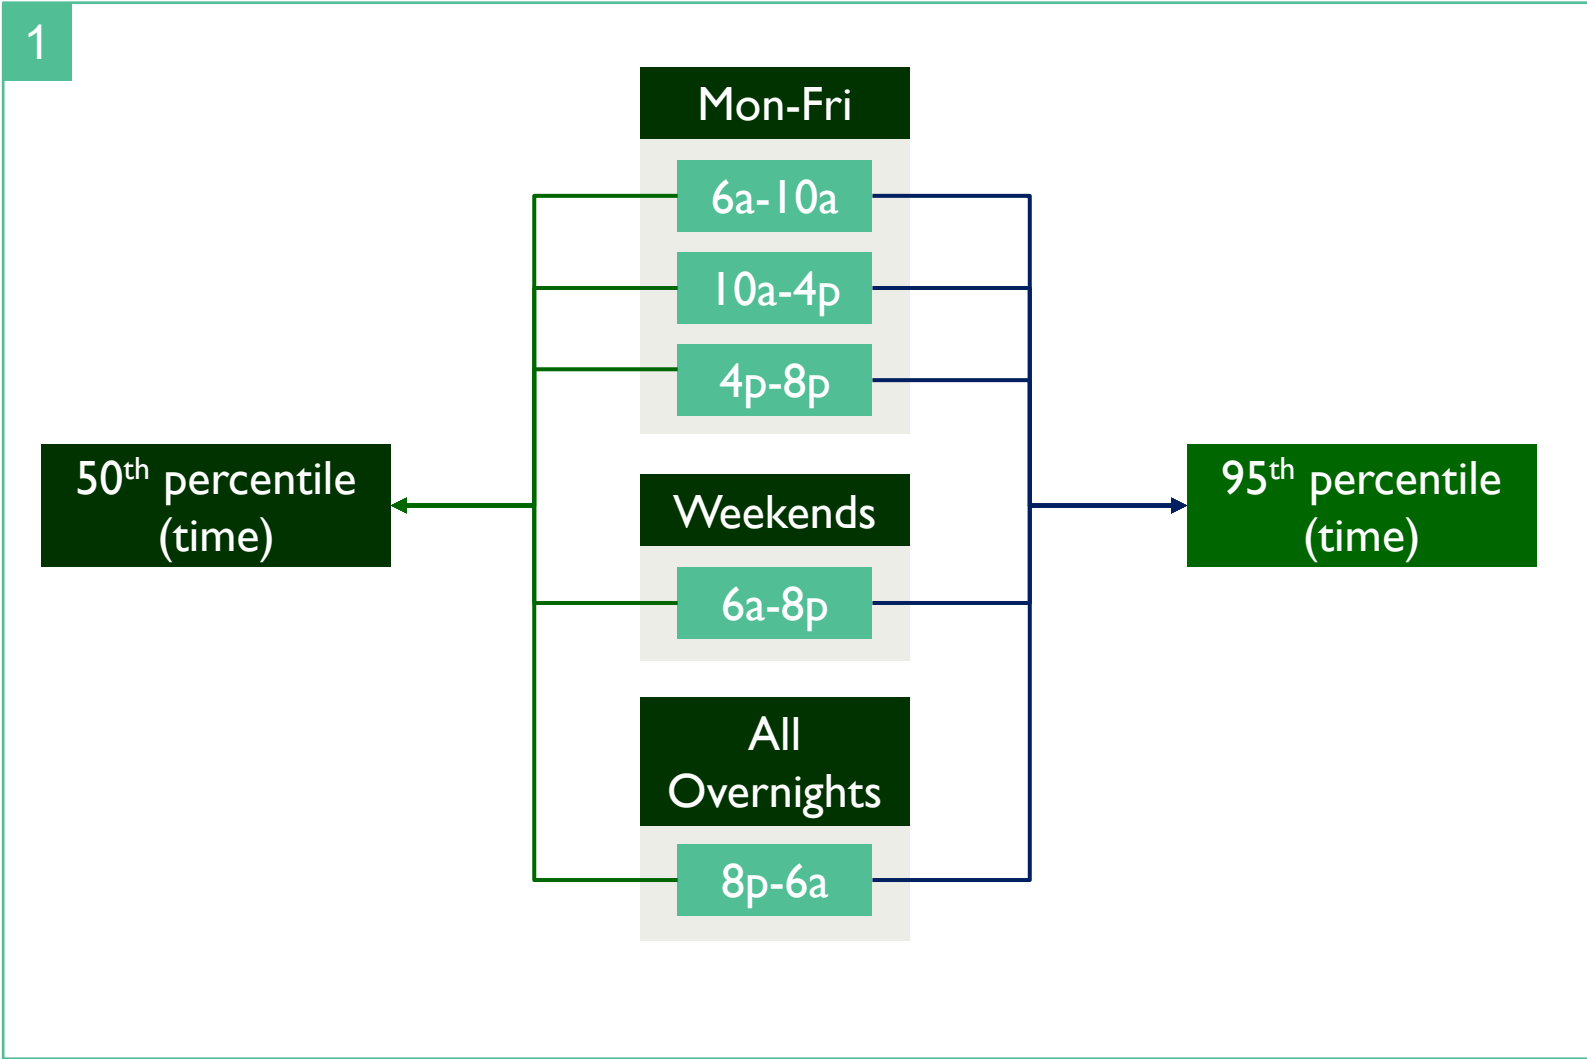 1
Mon-Fri
6a-10a
10a-4p
4p-8p
50th percentile
(time)
95th percentile
(time)
Weekends
6a-8p
All
Overnights
8p-6a